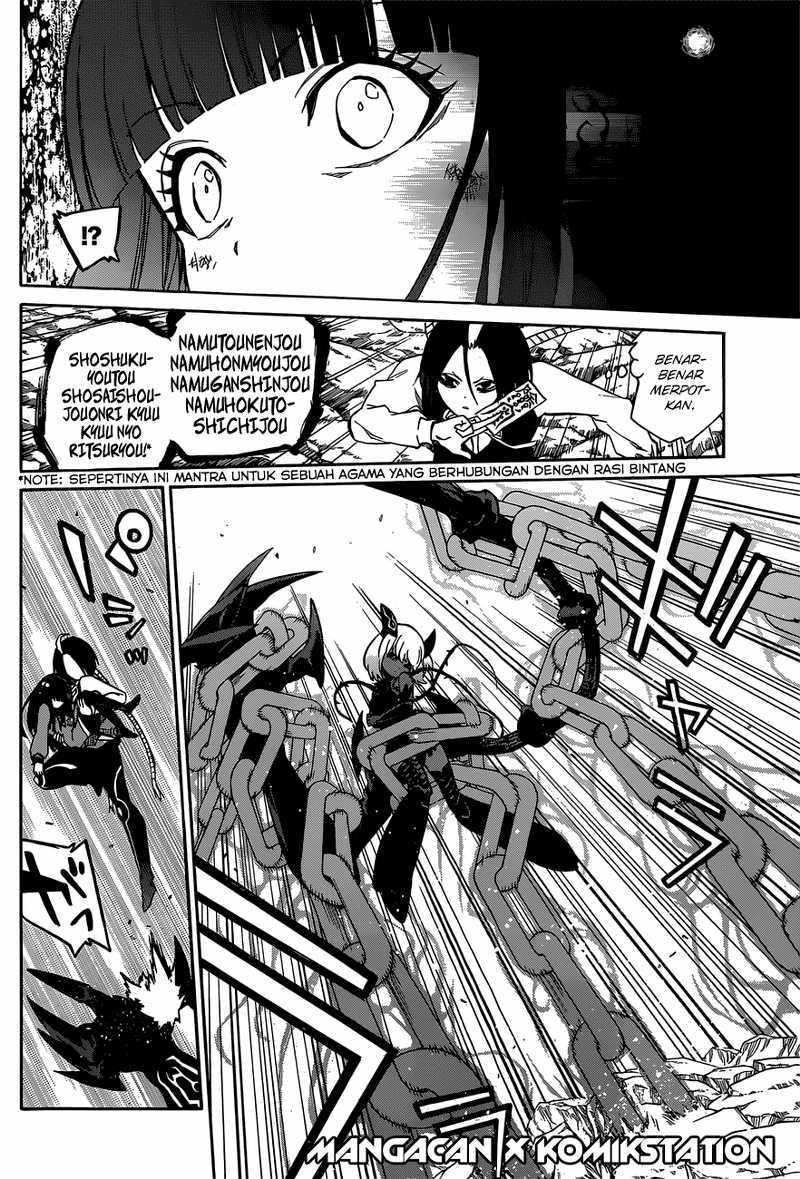 !?
BENAR-
BENAR
MERPOT-
KAN.
NAMUTOUNENJOU
NAMUHONMYOUJOU
NAMUGANSHINJOU
NAMUHOKUTO-
SHICHIJOU
SHOSHUKU-
YOUTOU
SHOSAISHOU-
JOUONRI KYUU
KYUU NYO
RITSURYOU!*
*NOTE: SEPERTINYA INI MANTRA UNTUK SEBUAH AGAMA YANG BERHUBUNGAN DENGAN RASI BINTANG
MANGACAN X KOMIKSTATION